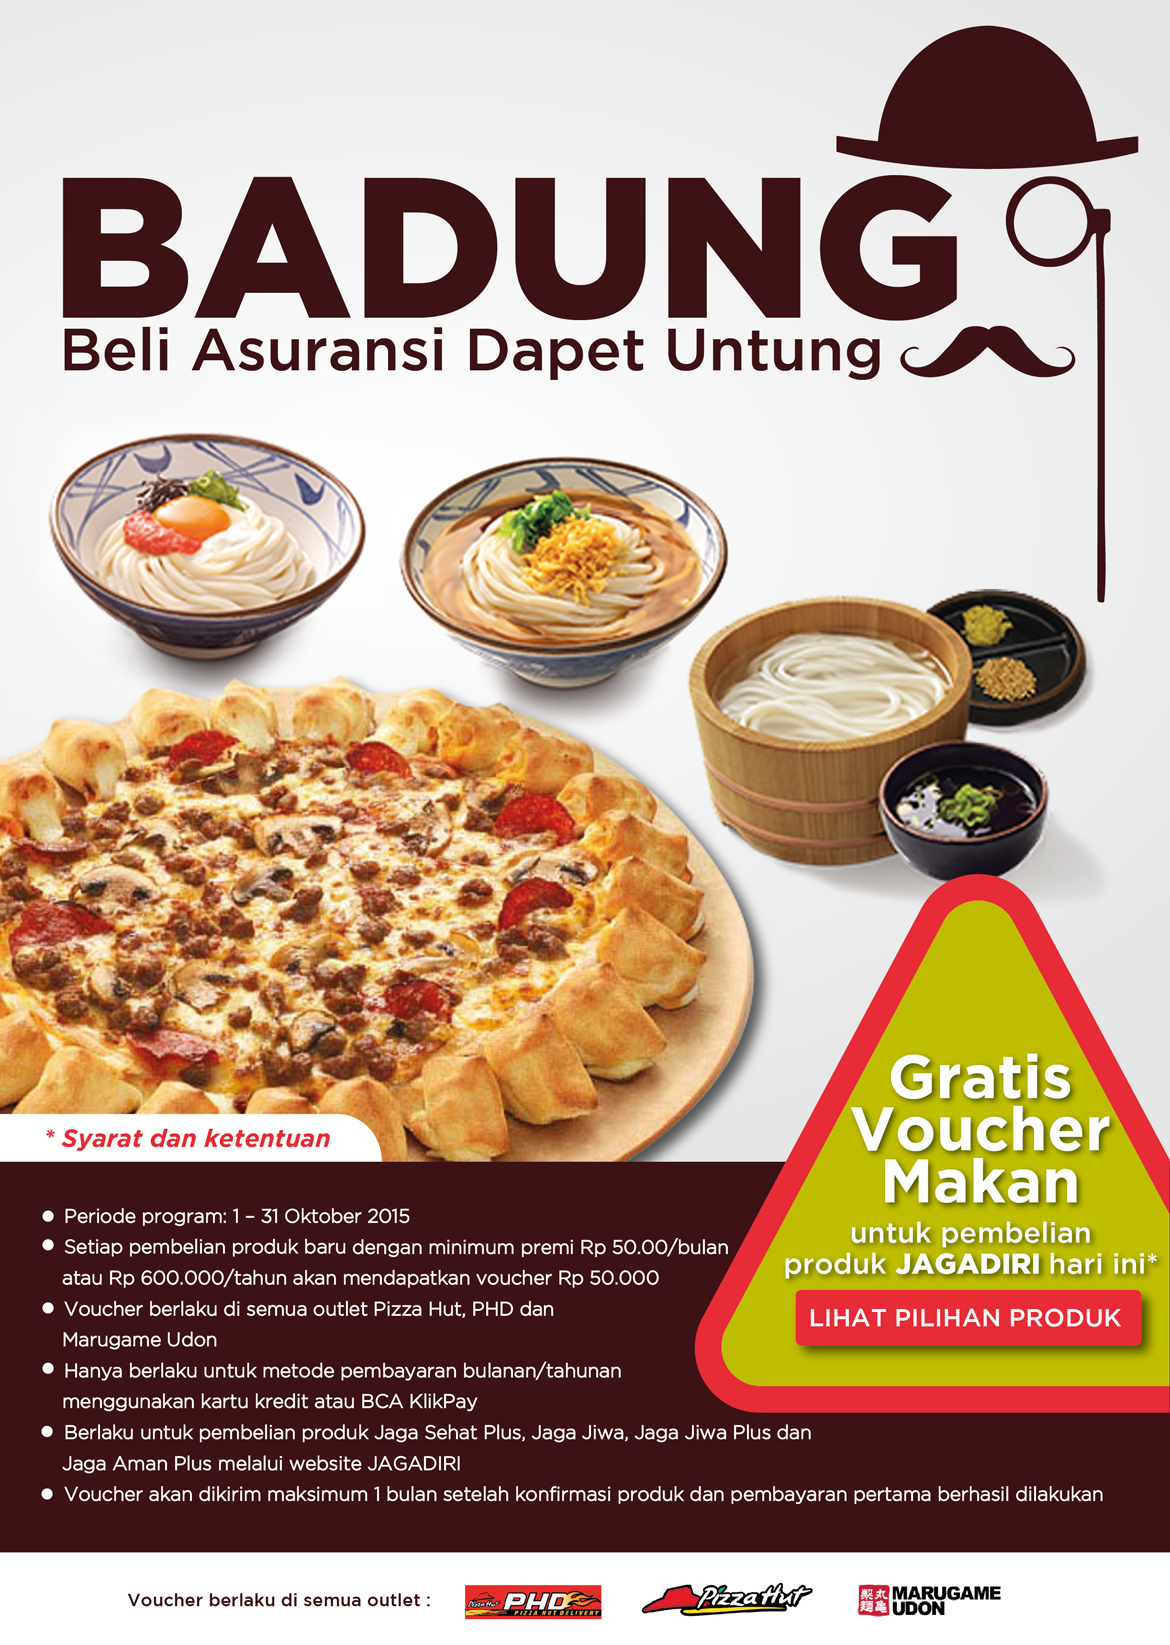 BADUNG
Beli Asuransi Dapet Untung
Gratis
Voucher
Makan
untuk pembelian
produk JAGADIRI hari ini*
LIHAT PILIHAN PRODUK
* Syarat dan ketentuan
● Periode program: 1 – 31 Oktober 2015
● Setiap pembelian produk baru dengan minimum premi Rp 50.00/bulan
atau Rp 600.000/tahun akan mendapatkan voucher Rp 50.000
● Voucher berlaku di semua outlet Pizza Hut, PHD dan
Marugame Udon
● Hanya berlaku untuk metode pembayaran bulanan/tahunan
menggunakan kartu kredit atau BCA KlikPay
● Berlaku untuk pembelian produk Jaga Sehat Plus, Jaga Jiwa, Jaga Jiwa Plus dan
Jaga Aman Plus melalui website JAGADIRI
● Voucher akan dikirim maksimum 1 bulan setelah konfirmasi produk dan pembayaran pertama berhasil dilakukan
Voucher berlaku di semua outlet :
Pizza Hut PHD
PIZZA HUT DELIVERY
Pizza Hut
丸亀製麺
MARUGAME
UDON